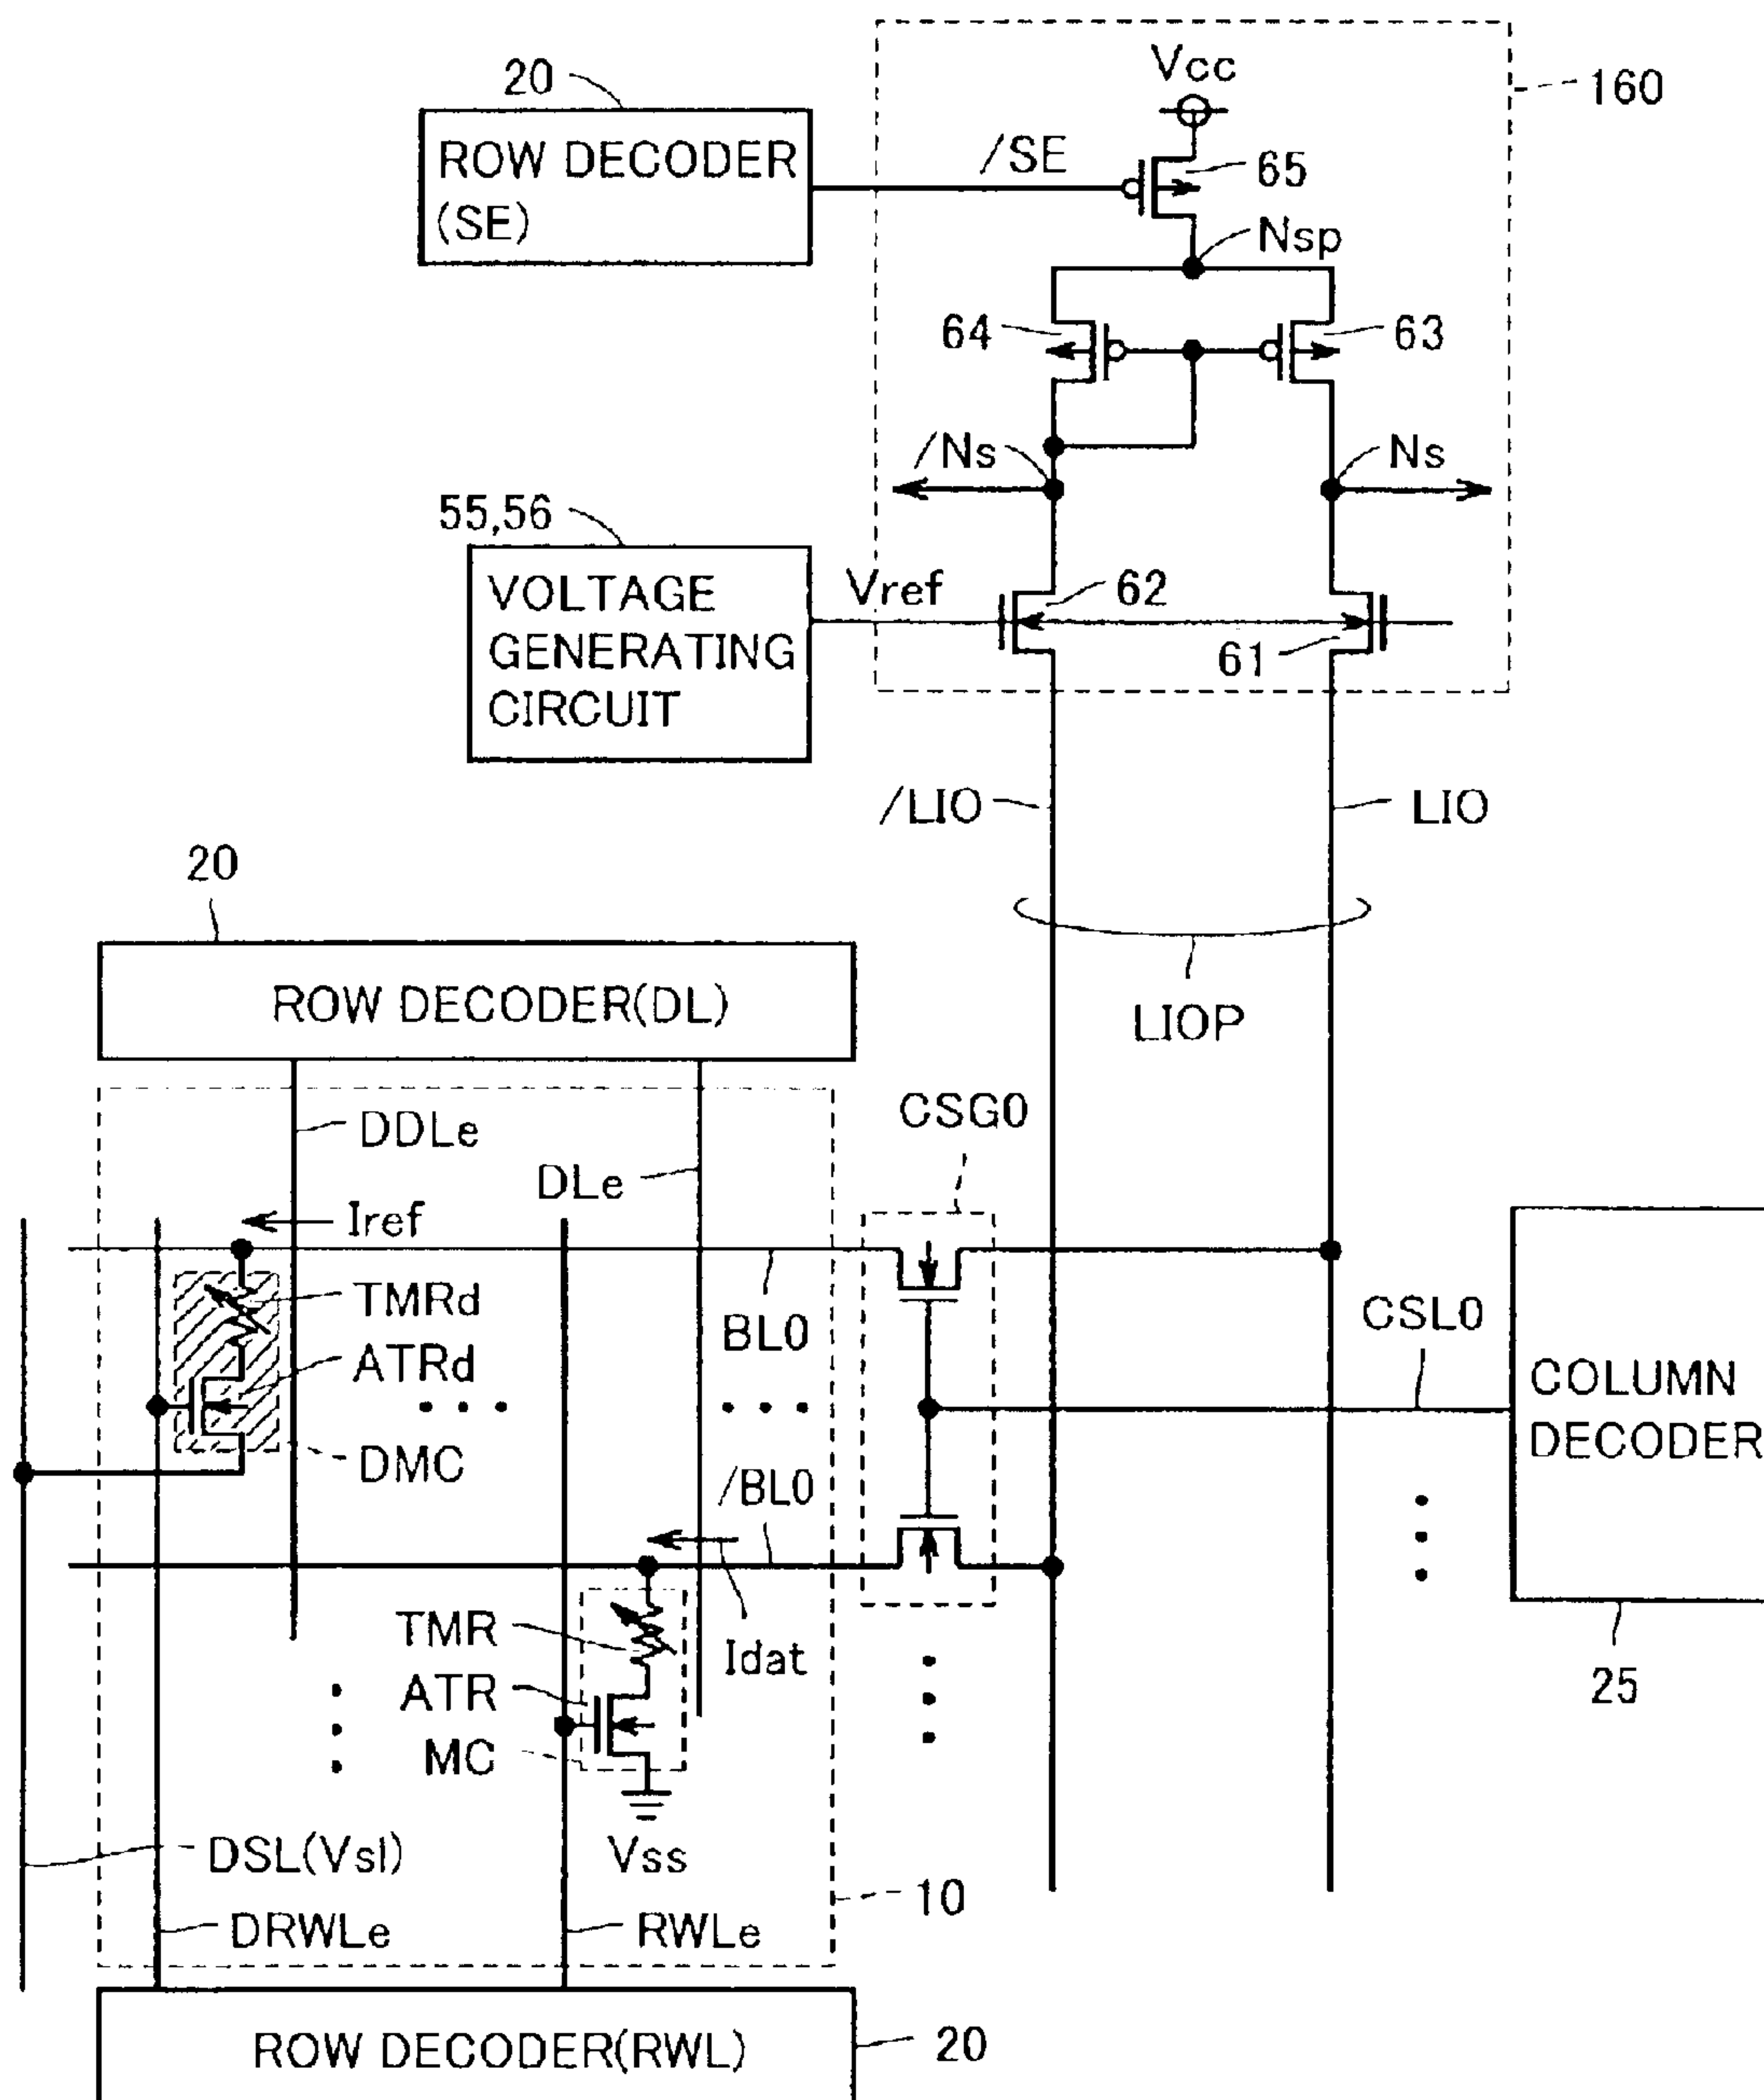 Vcc
20
160
ROW DECODER
(SE)
/SE
65
Nsp
64
63
/Ns
Ns
55,56
VOLTAGE
GENERATING
CIRCUIT
Vref
62
61
/LIO
LIO
20
LIOP
ROW DECODER(DL)
CSG0
DDLe
DLe
Iref
TMRd
BL0
CSL0
ATRd
COLUMN
DECODER
DMC
/BL0
TMR
Idat
ATR
25
MC
DSL(Vsl)
Vss
10
DRWLe
RWLe
ROW DECODER(RWL)
20